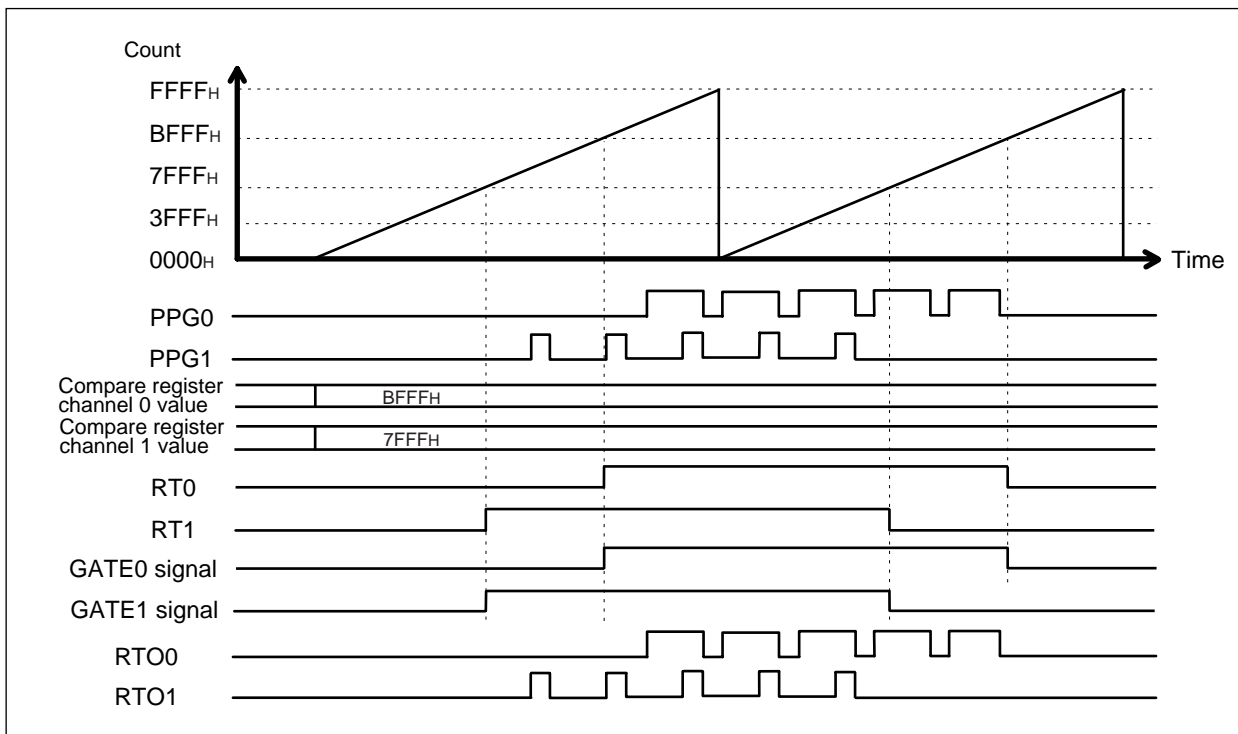 Count
FFFFH
BFFFH
7FFFH
3FFFH
0000H
Time
PPG0
PPG1
Compare register
channel 0 value
BFFFH
Compare register
channel 1 value
7FFFH
RT0
RT1
GATE0 signal
GATE1 signal
RTO0
RTO1